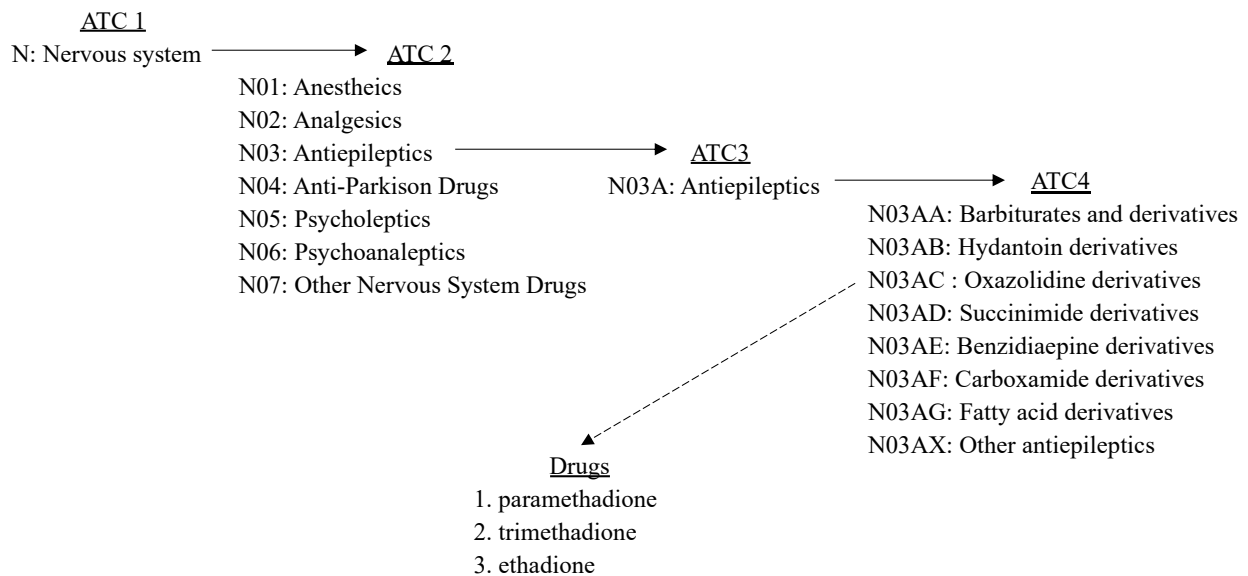 ATC 1
N: Nervous system
ATC 2
N01: Anestheics
N02: Analgesics
N03: Antiepileptics
N04: Anti-Parkison Drugs
N05: Psycholeptics
N06: Psychoanaleptics
N07: Other Nervous System Drugs
ATC3
N03A: Antiepileptics
ATC4
N03AA: Barbiturates and derivatives
N03AB: Hydantoin derivatives
N03AC : Oxazolidine derivatives
N03AD: Succinimide derivatives
N03AE: Benzidiaepine derivatives
N03AF: Carboxamide derivatives
N03AG: Fatty acid derivatives
N03AX: Other antiepileptics
Drugs
1. paramethadione
2. trimethadione
3. ethadione